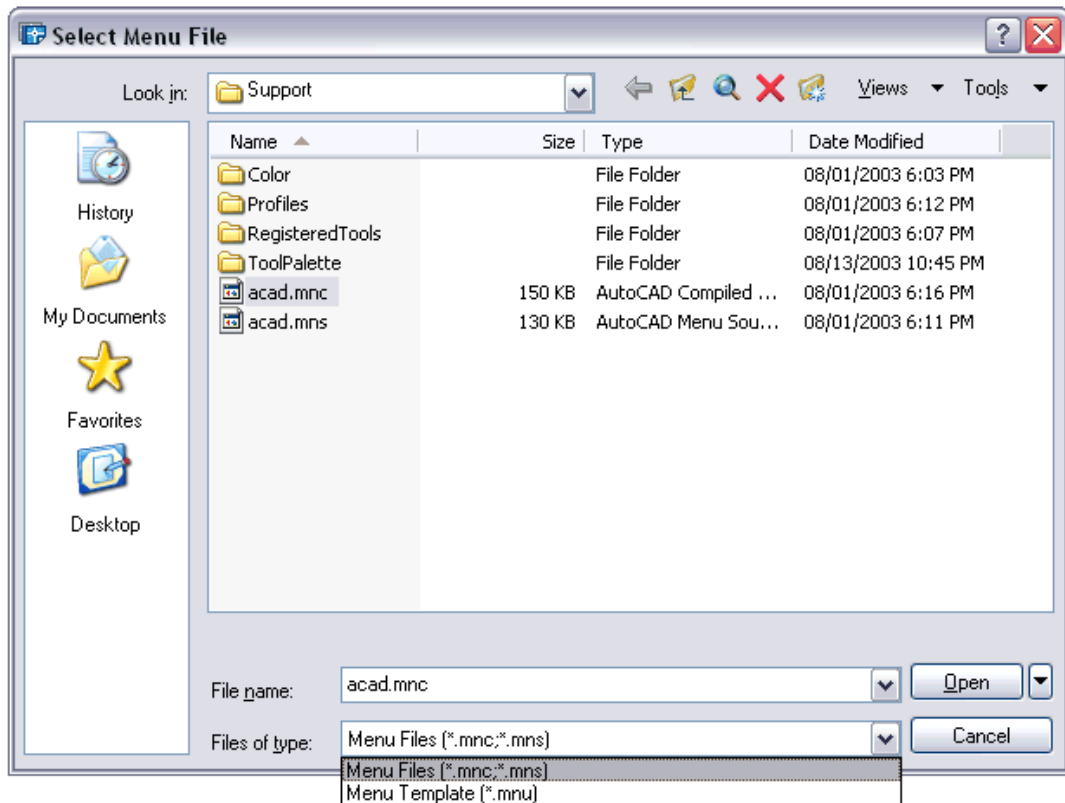 Select Menu File
Look in: Support Views Tools
Name Size Type Date Modified
Color File Folder 08/01/2003 6:03 PM
Profiles File Folder 08/01/2003 6:12 PM
RegisteredTools File Folder 08/01/2003 6:07 PM
ToolPalette File Folder 08/13/2003 10:45 PM
acad.mnc 150 KB AutoCAD Compiled ... 08/01/2003 6:16 PM
acad.mns 130 KB AutoCAD Menu Sou... 08/01/2003 6:11 PM
History
My Documents
Favorites
Desktop
File name: acad.mnc Open
Files of type: Menu Files (*.mnc;*.mns) Cancel
Menu Files (*.mnc;*.mns)
Menu Template (*.mnu)